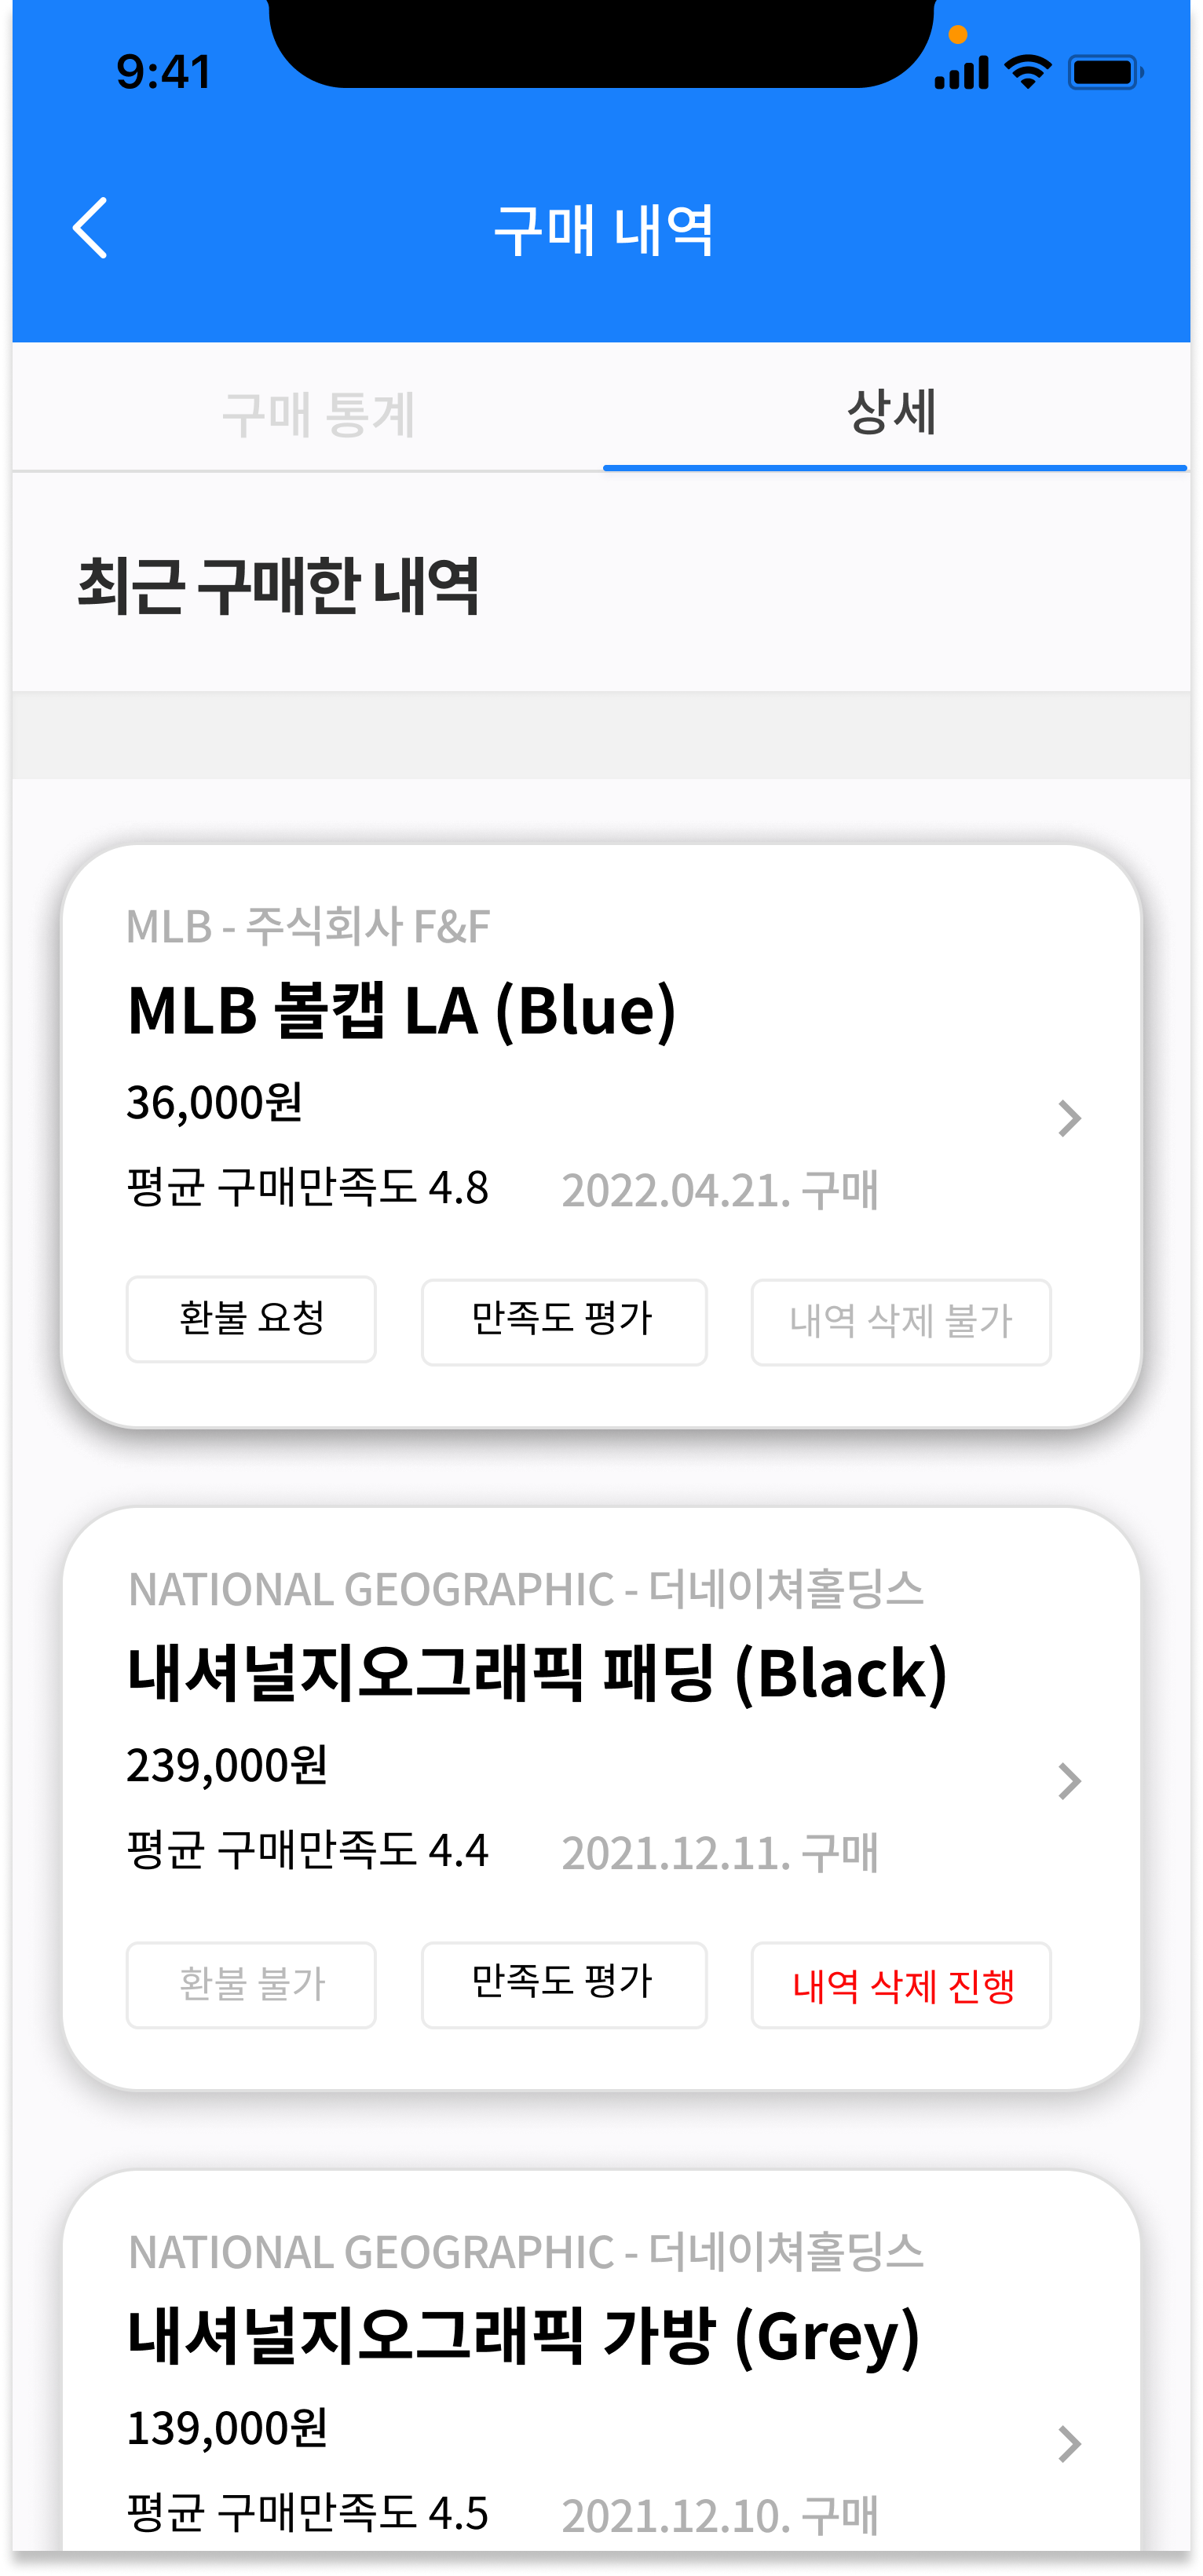 9:41
구매 내역
구매 통계 상세
최근 구매한 내역
MLB - 주식회사 F&F
MLB 볼캡 LA (Blue)
36,000원
평균 구매만족도 4.8 2022.04.21. 구매
환불 요청 만족도 평가 내역 삭제 불가
NATIONAL GEOGRAPHIC - 더네이쳐홀딩스
내셔널지오그래픽 패딩 (Black)
239,000원
평균 구매만족도 4.4 2021.12.11. 구매
환불 불가 만족도 평가 내역 삭제 진행
NATIONAL GEOGRAPHIC - 더네이쳐홀딩스
내셔널지오그래픽 가방 (Grey)
139,000원
평균 구매만족도 4.5 2021.12.10. 구매